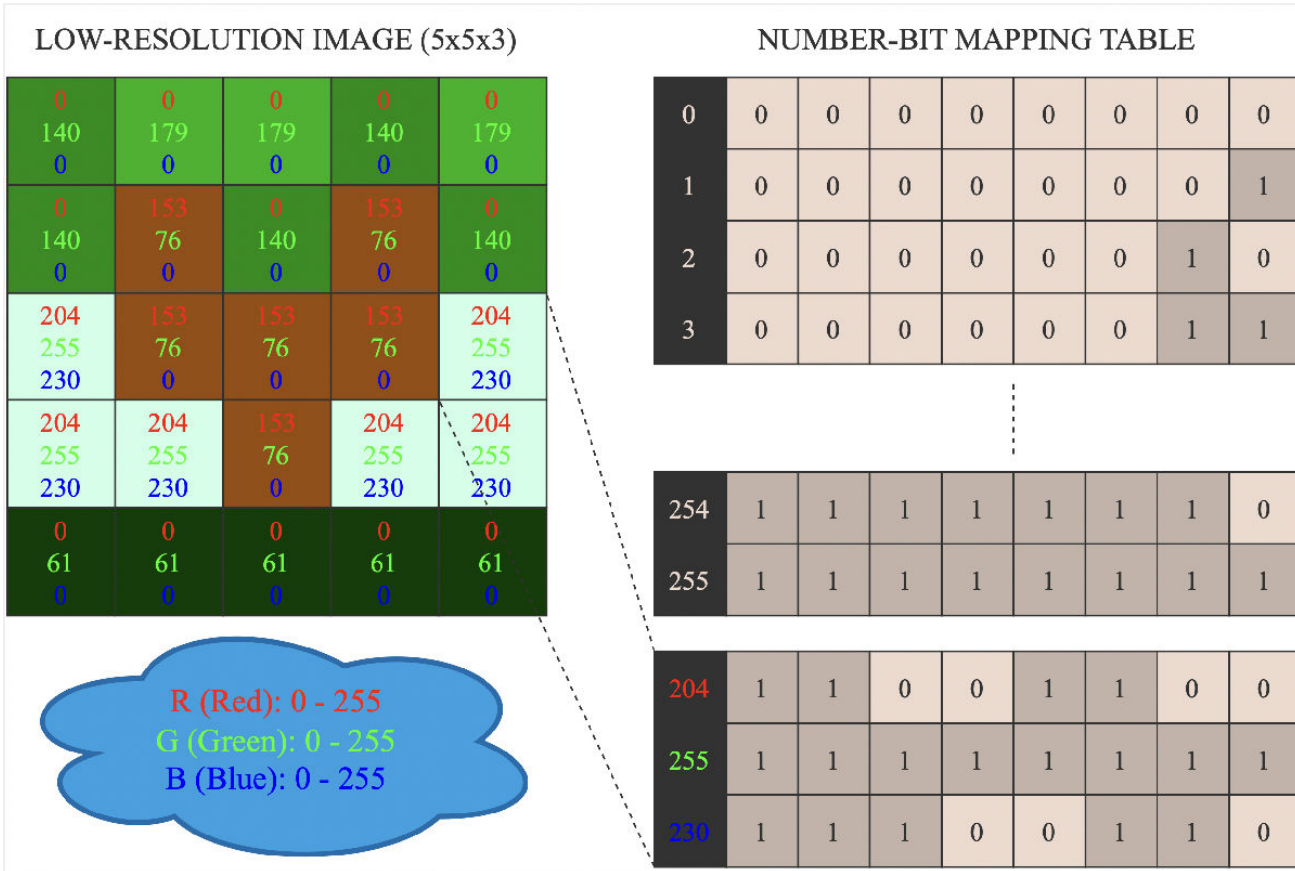 LOW-RESOLUTION IMAGE (5x5x3)
0 0 0 0 0
140 179 179 140 179
0 0 0 0 0
0 153 0 153 0
140 76 140 76 140
0 0 0 0 0
204 153 153 153 204
255 76 76 76 255
230 0 0 0 230
204 204 153 204 204
255 255 76 255 255
230 230 0 230 230
0 0 0 0 0
61 61 61 61 61
0 0 0 0 0
R (Red): 0 - 255
G (Green): 0 - 255
B (Blue): 0 - 255
NUMBER-BIT MAPPING TABLE
0 0 0 0 0 0 0 0 0
1 0 0 0 0 0 0 0 1
2 0 0 0 0 0 0 1 0
3 0 0 0 0 0 0 1 1
254 1 1 1 1 1 1 1 0
255 1 1 1 1 1 1 1 1
204 1 1 0 0 1 1 0 0
255 1 1 1 1 1 1 1 1
230 1 1 1 0 0 1 1 0